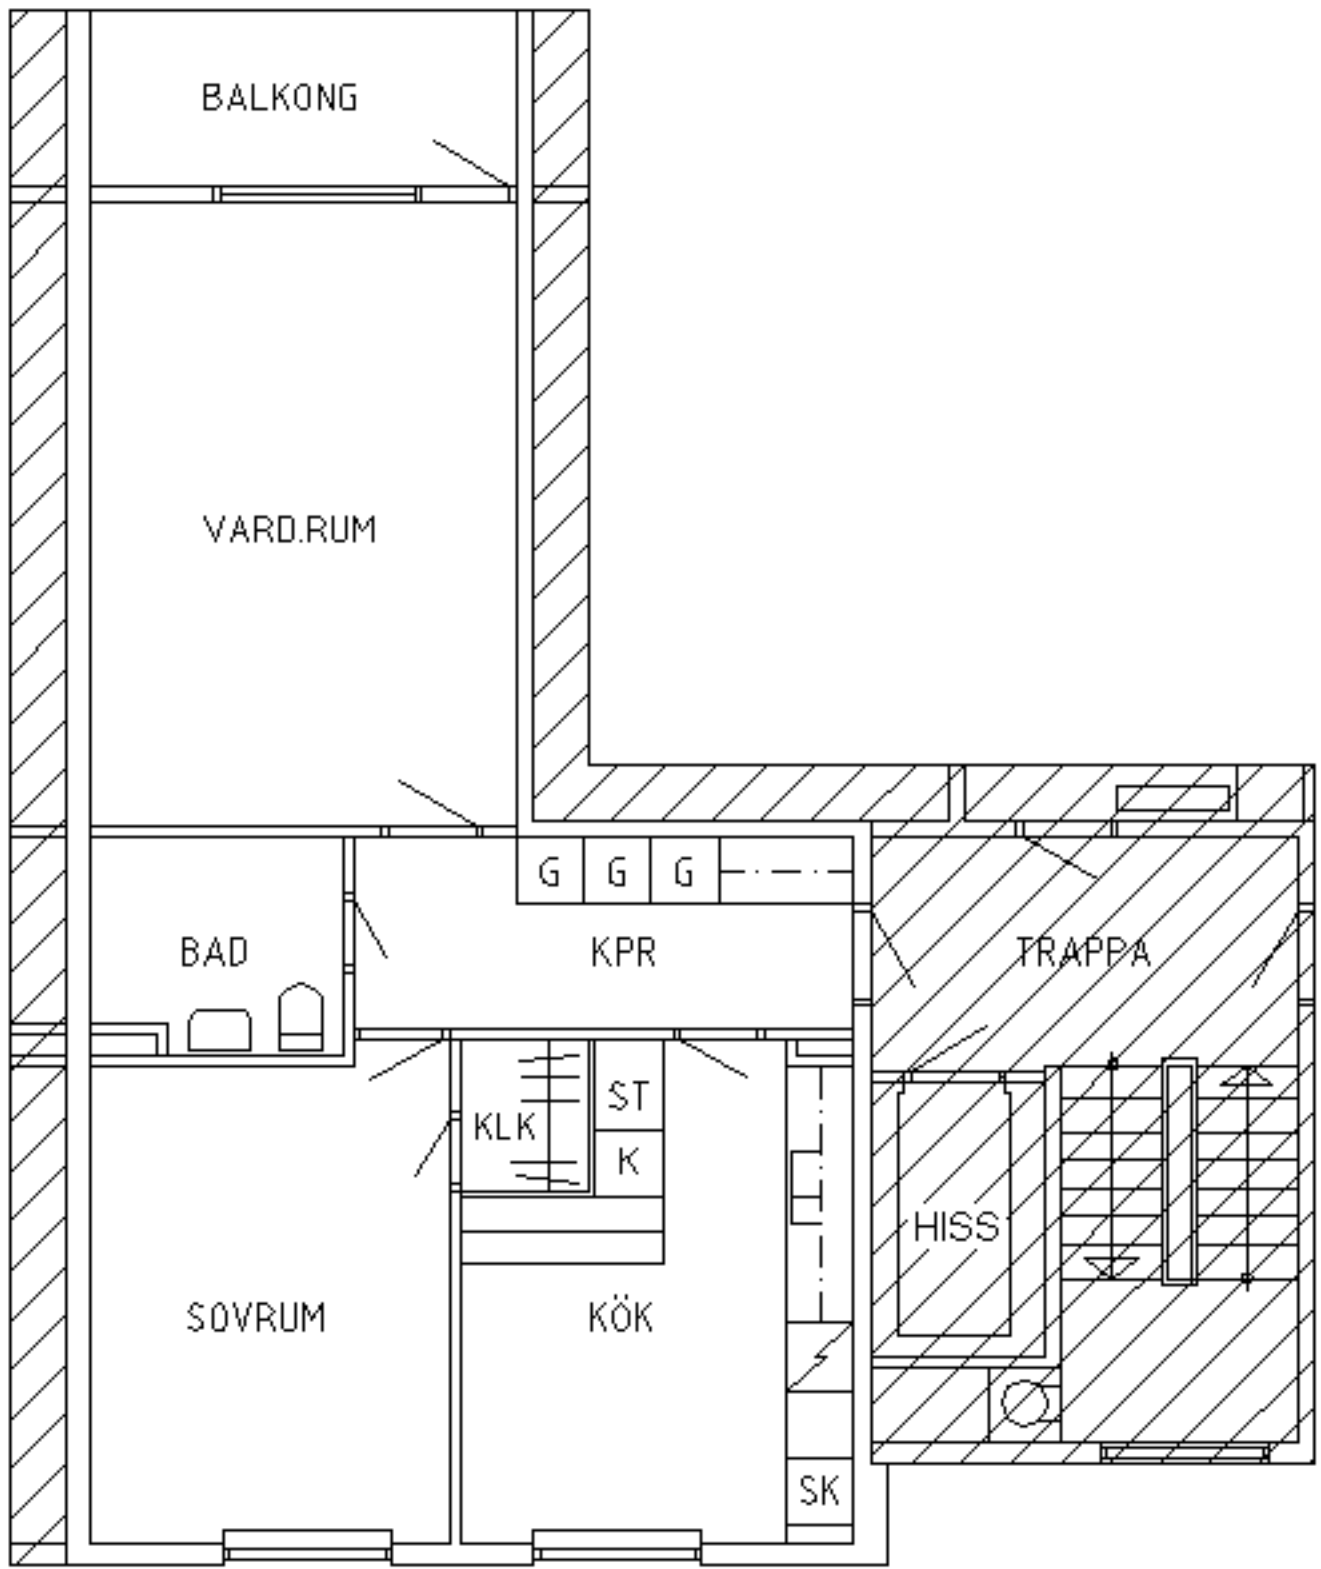 BALKONG
VARD.RUM
G G G
BAD
KPR
TRAPPA
ST
KLK
K
HISS
SOVRUM
KÖK
SK